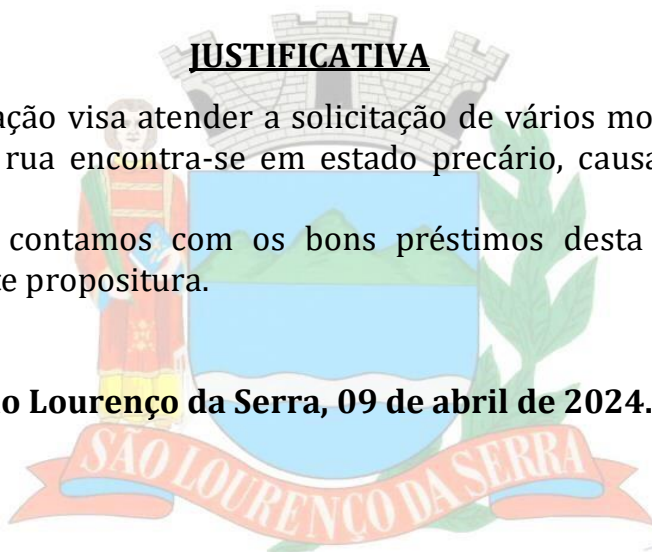 JUSTIFICATIVA
ação visa atender a solicitação de vários mo
rua encontra-se em estado precário, causa
contamos com os bons préstimos desta
te propositura.
o Lourenço da Serra, 09 de abril de 2024.
SÃO LOURENÇO DA SERRA